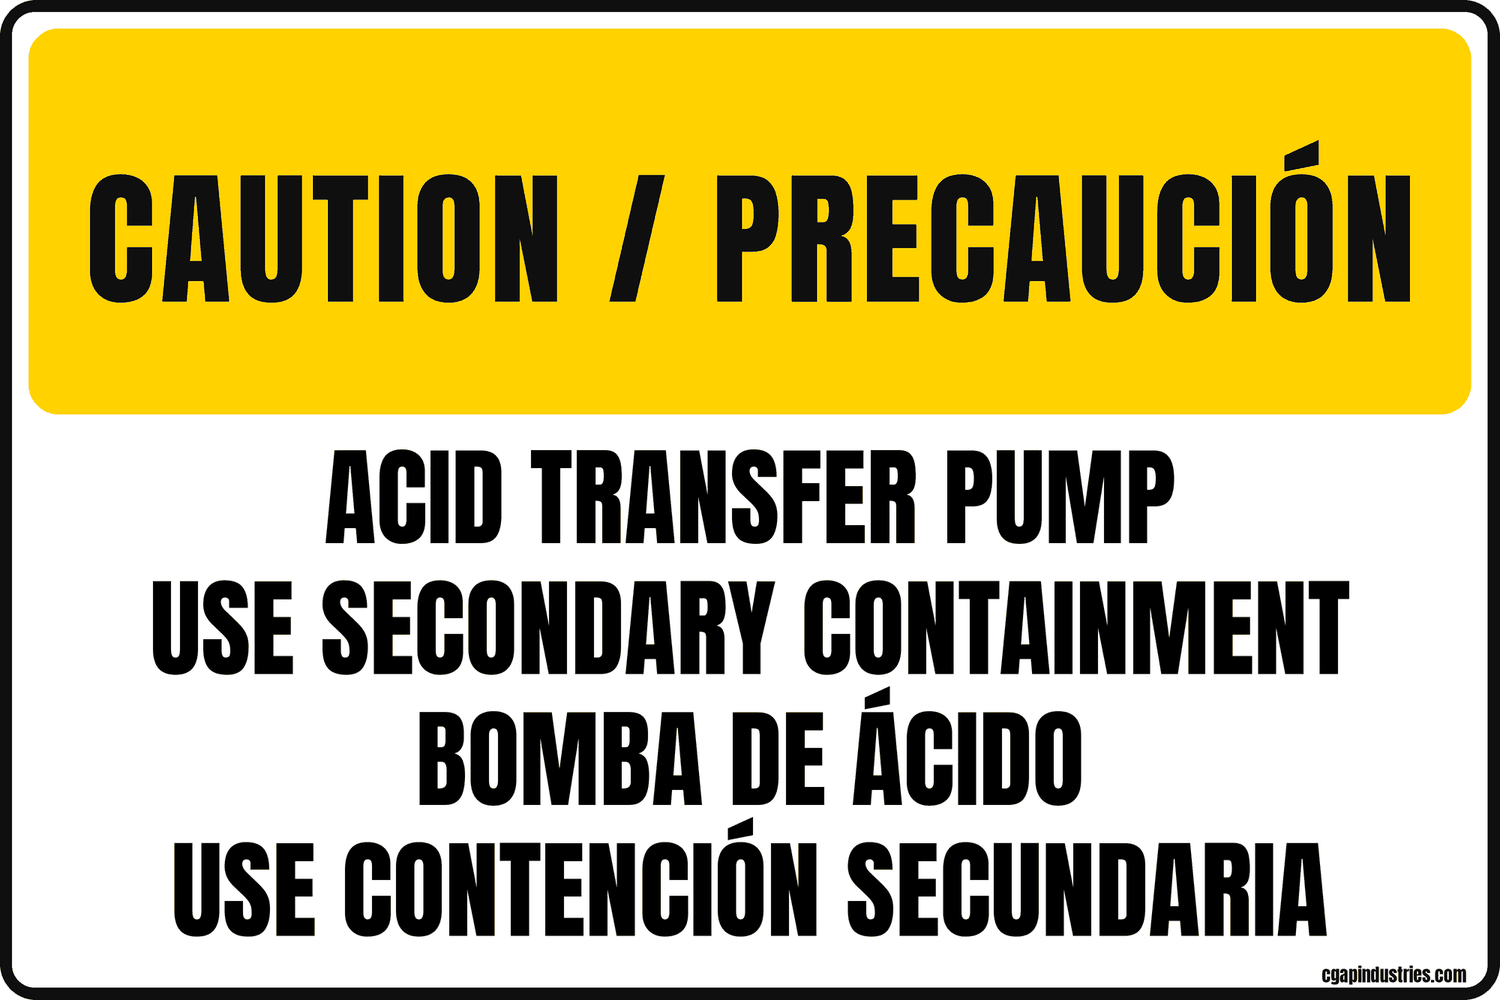 CAUTION / PRECAUCIÓN
ACID TRANSFER PUMP
USE SECONDARY CONTAINMENT
BOMBA DE ÁCIDO
USE CONTENCIÓN SECUNDARIA
cgapindustries.com